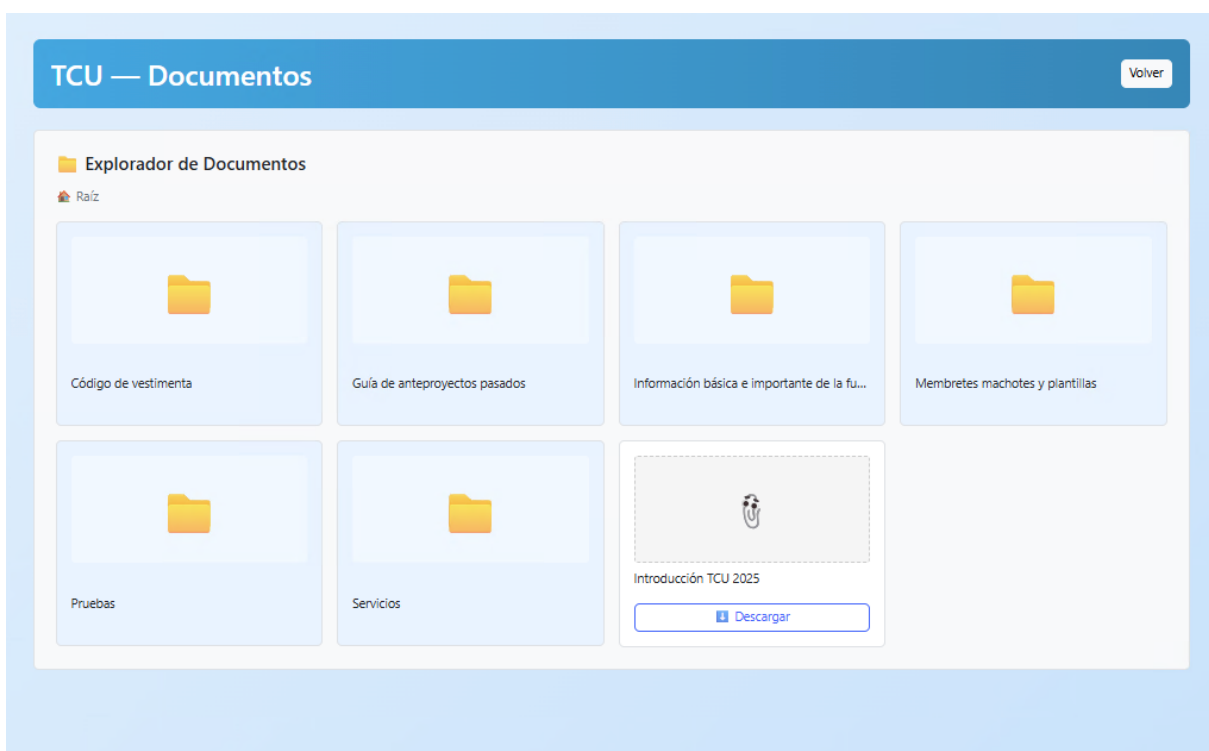 TCU — Documentos
Volver
Explorador de Documentos
Raíz
Código de vestimenta
Guía de anteproyectos pasados
Información básica e importante de la fu...
Membretes machotes y plantillas
Pruebas
Servicios
Introducción TCU 2025
Descargar